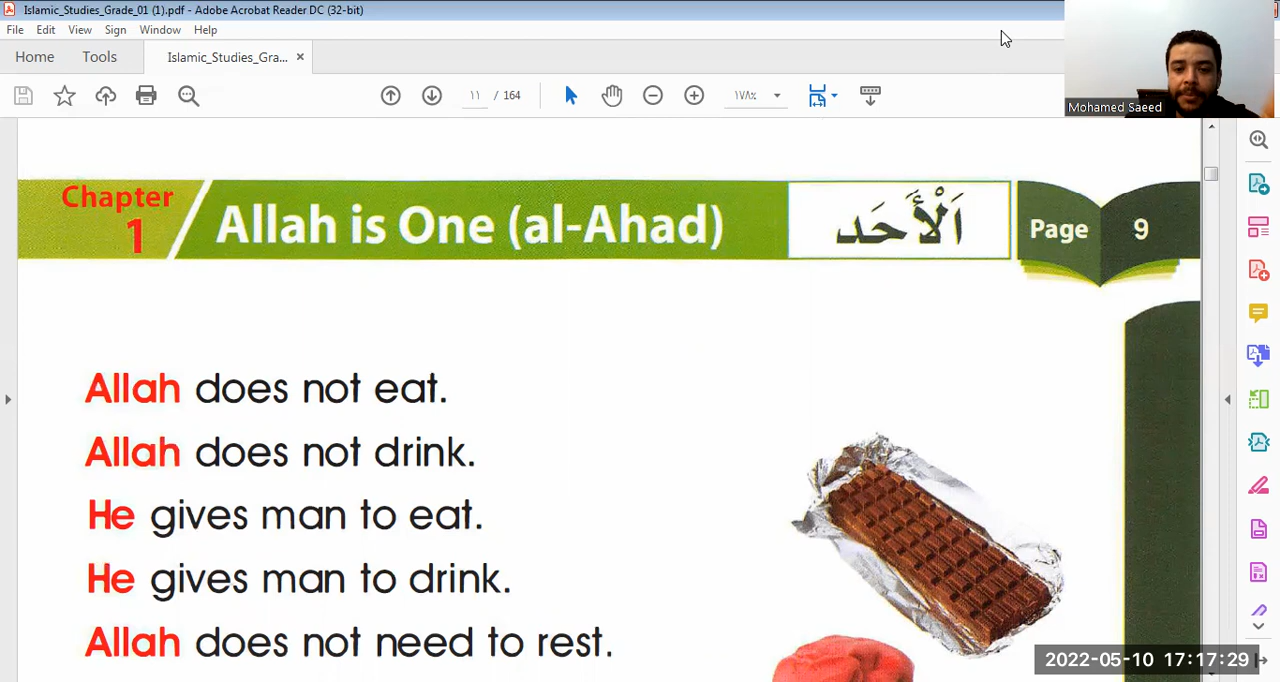 Islamic_Studies_Grade_01 (1).pdf - Adobe Acrobat Reader DC (32-bit)
File Edit View Sign Window Help
Home Tools Islamic_Studies_Gra... ×
١١ / 164 ١٧٨%
Mohamed Saeed
Chapter
1
Allah is One (al-Ahad)
اَلْأَحَد
Page 9
Allah does not eat.
Allah does not drink.
He gives man to eat.
He gives man to drink.
Allah does not need to rest.
2022-05-10 17:17:29